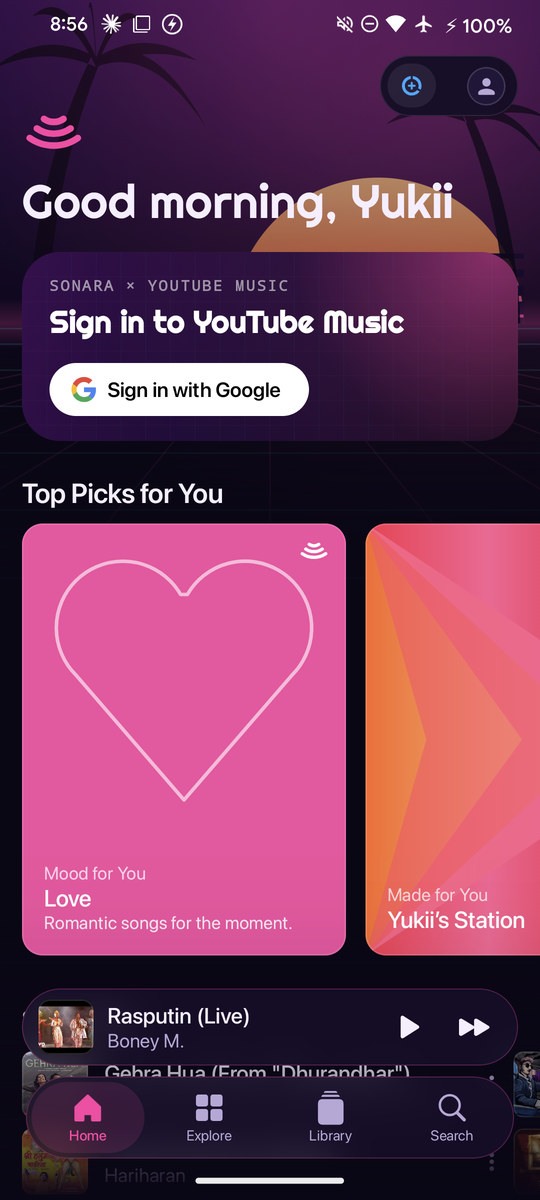 8:56
100%
Good morning, Yukii
SONARA × YOUTUBE MUSIC
Sign in to YouTube Music
Sign in with Google
Top Picks for You
Mood for You
Love
Romantic songs for the moment.
Made for You
Yukii’s Station
Rasputin (Live)
Boney M.
Gehra Hua (From "Dhurandhar")
Home
Explore
Library
Search
Hariharan